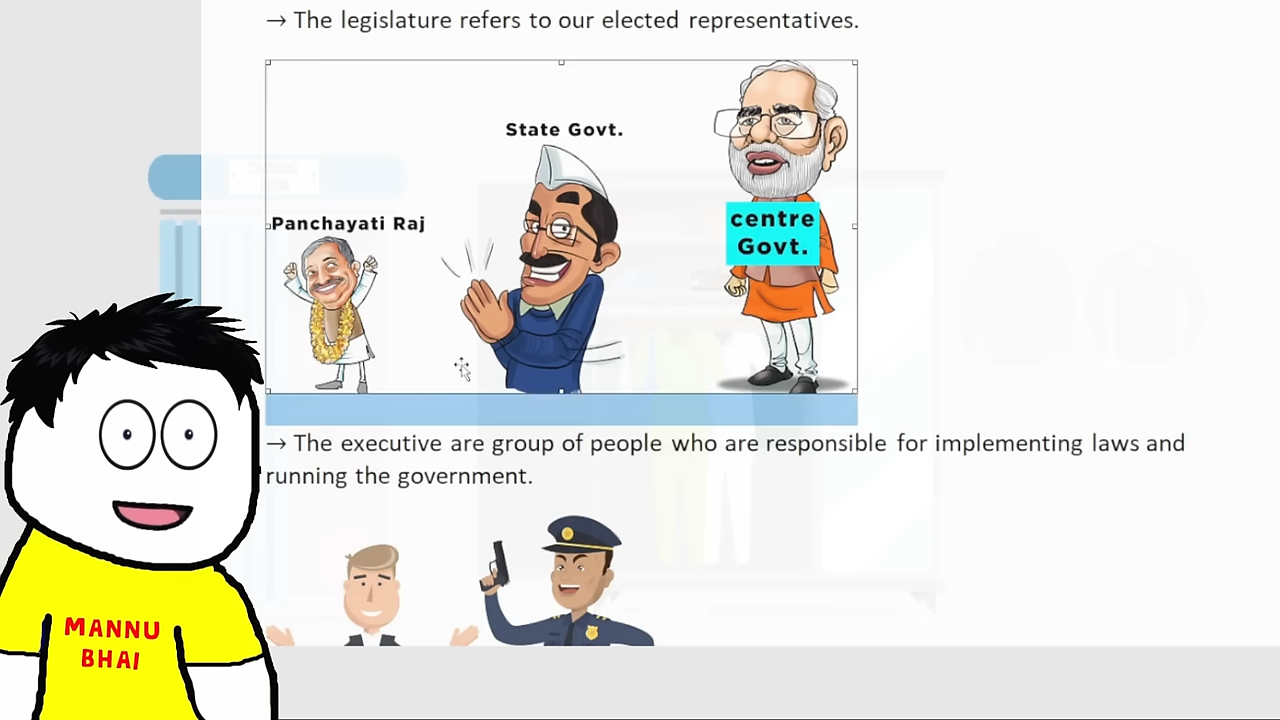 → The legislature refers to our elected representatives.
State Govt.
Panchayati Raj
centre
Govt.
→ The executive are group of people who are responsible for implementing laws and
running the government.
MANNU
BHAI